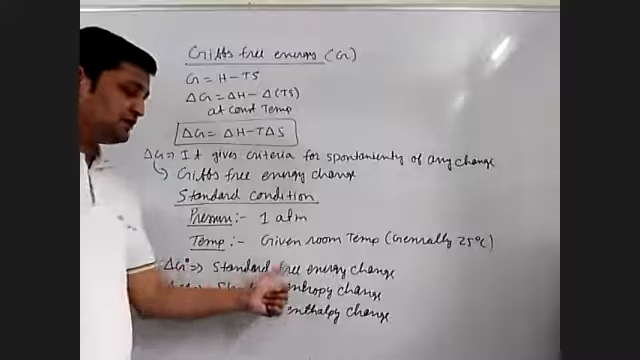 Gibbs free energy (G)
G = H - TS
ΔG = ΔH - Δ(TS)
at const Temp
ΔG = ΔH - TΔS
ΔG ⇒ It gives criteria for spontanienty of any change
↳ Gibbs free energy change
Standard condition
Pressure :- 1 atm
Temp :- Given room Temp (Genrally 25°C)
ΔG° ⇒ Standard free energy change
entropy change
enthalpy change